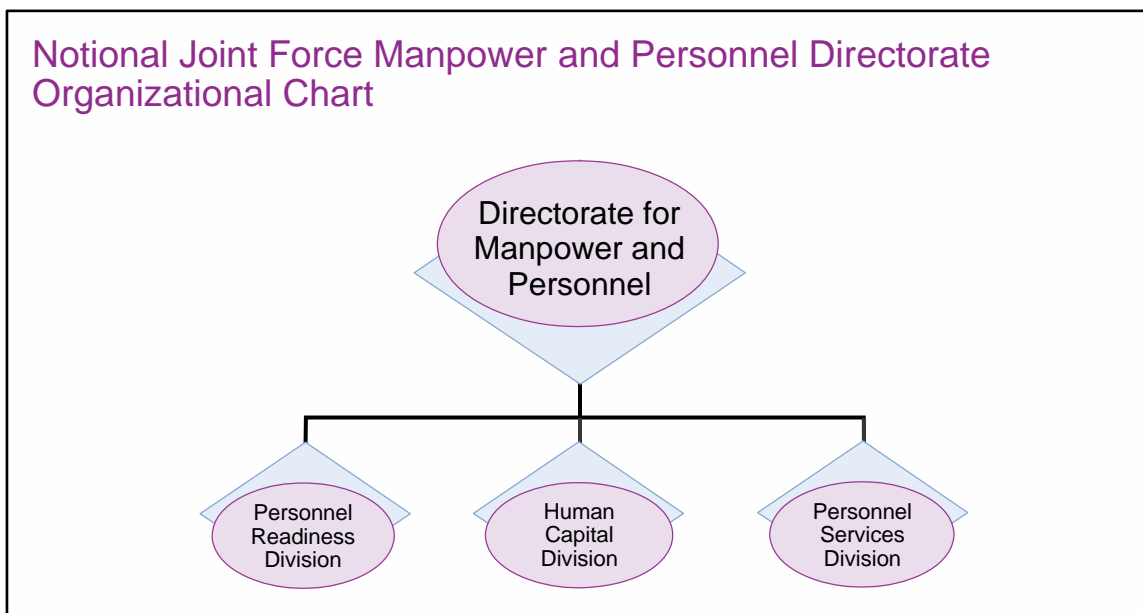 Notional Joint Force Manpower and Personnel Directorate
Organizational Chart
Directorate for
Manpower and
Personnel
Personnel
Readiness
Division
Human
Capital
Division
Personnel
Services
Division